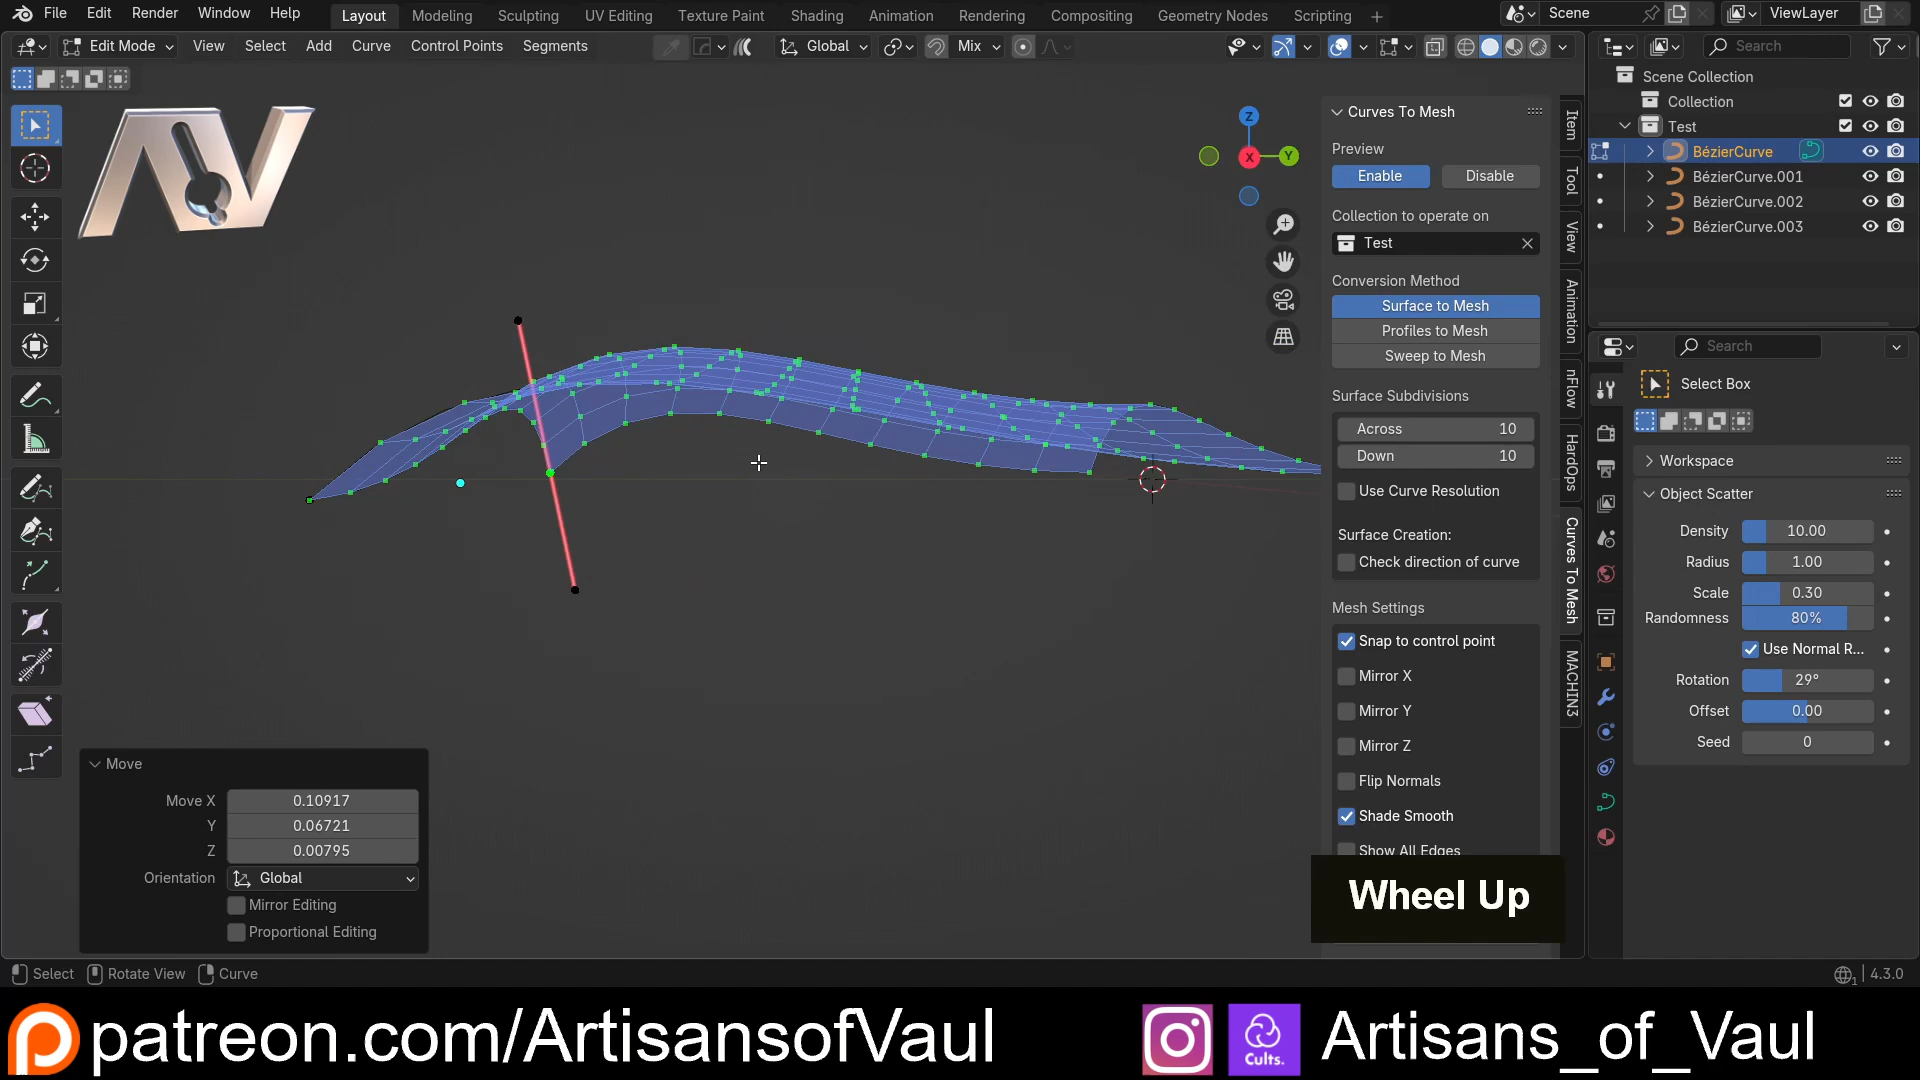 File Edit Render Window Help Layout Modeling Sculpting UV Editing Texture Paint Shading Animation Rendering Compositing Geometry Nodes Scripting + Scene ViewLayer
Edit Mode View Select Add Curve Control Points Segments Global Mix Search
AV
Z
Y
X
Curves To Mesh
Preview
Enable Disable
Collection to operate on
Test
Conversion Method
Surface to Mesh
Profiles to Mesh
Sweep to Mesh
Surface Subdivisions
Across 10
Down 10
Use Curve Resolution
Surface Creation:
Check direction of curve
Mesh Settings
Snap to control point
Mirror X
Mirror Y
Mirror Z
Flip Normals
Shade Smooth
Show All Edges
Wheel Up
Item
Tool
View
Animation
nFlow
HardOps
Curves To Mesh
MACHIN3
Scene Collection
Collection
Test
BézierCurve
BézierCurve.001
BézierCurve.002
BézierCurve.003
Search
Select Box
Workspace
Object Scatter
Density 10.00
Radius 1.00
Scale 0.30
Randomness 80%
Use Normal R...
Rotation 29°
Offset 0.00
Seed 0
Move
Move X 0.10917
Y 0.06721
Z 0.00795
Orientation Global
Mirror Editing
Proportional Editing
Select Rotate View Curve 1 4.3.0
patreon.com/ArtisansofVaul Cults. Artisans_of_Vaul